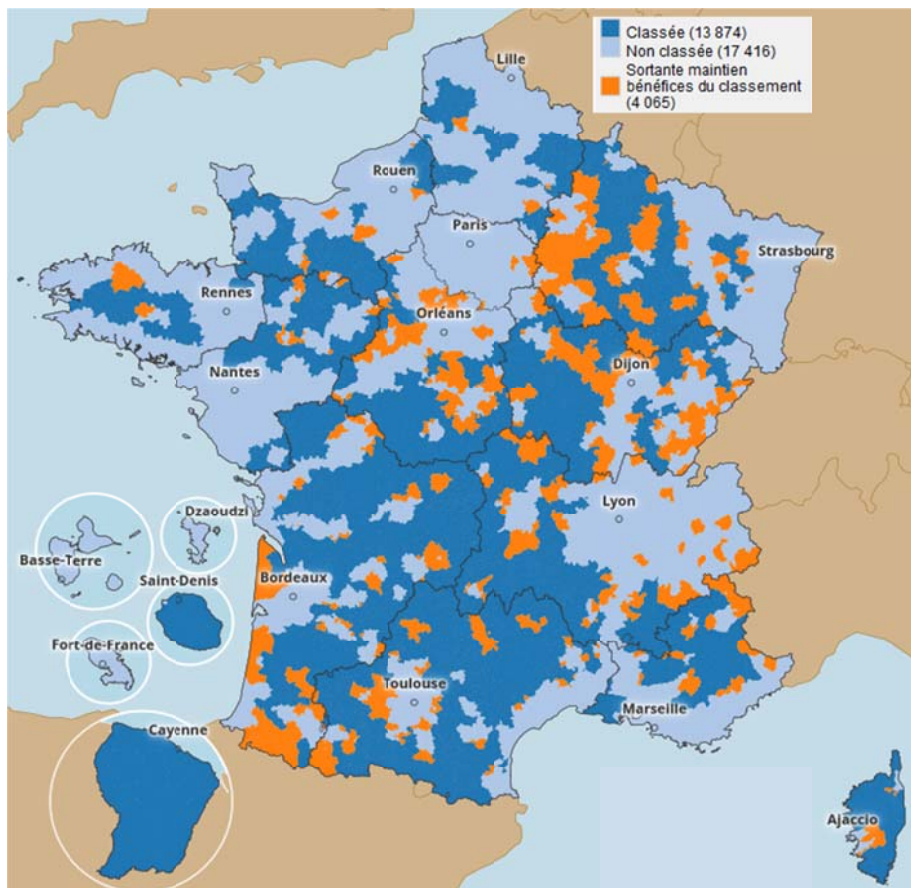 Classée (13 874)
Non classée (17 416)
Sortante maintien
bénéfices du classement
(4 065)
Lille
Rouen
Paris
Strasbourg
Rennes
Orléans
Nantes
Dijon
Lyon
Dzaoudzi
Basse-Terre
Saint-Denis
Bordeaux
Fort-de-France
Toulouse
Marseille
Cayenne
Ajaccio